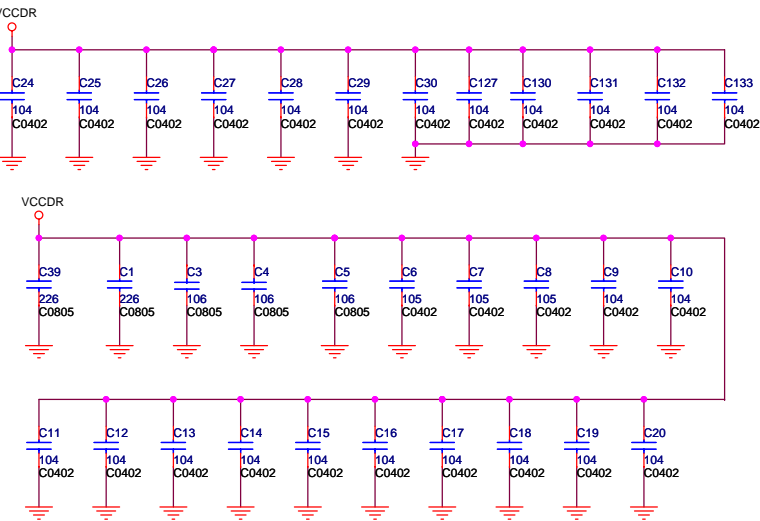 VCCDR
C24 C25 C26 C27 C28 C29 C30 C127 C130 C131 C132 C133
104 104 104 104 104 104 104 104 104 104 104 104
C0402 C0402 C0402 C0402 C0402 C0402 C0402 C0402 C0402 C0402 C0402 C0402
VCCDR
C39 C1 C3 C4 C5 C6 C7 C8 C9 C10
226 226 106 106 106 105 105 105 104 104
C0805 C0805 C0805 C0805 C0805 C0402 C0402 C0402 C0402 C0402
C11 C12 C13 C14 C15 C16 C17 C18 C19 C20
104 104 104 104 104 104 104 104 104 104
C0402 C0402 C0402 C0402 C0402 C0402 C0402 C0402 C0402 C0402